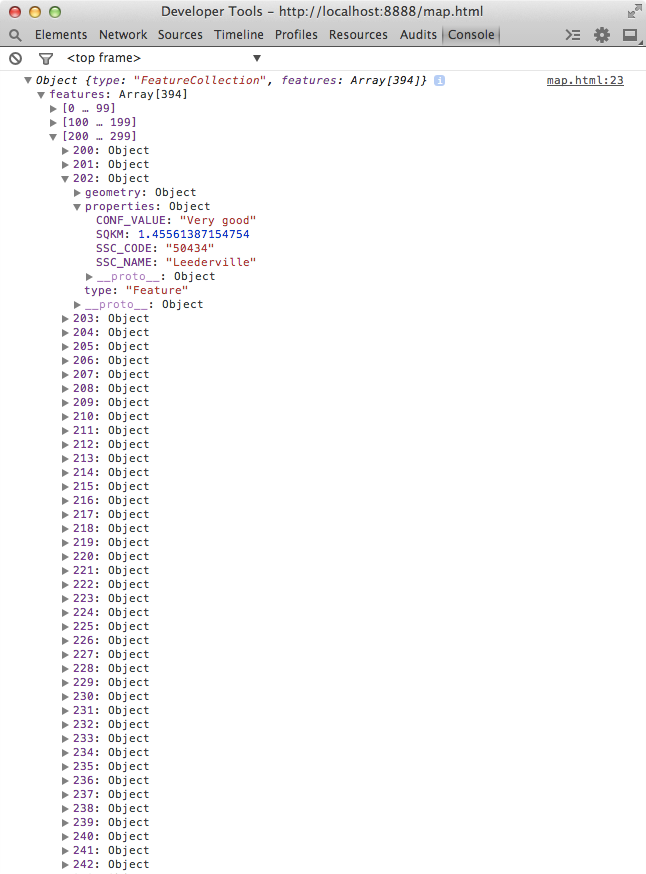 Developer Tools - http://localhost:8888/map.html
Elements Network Sources Timeline Profiles Resources Audits Console
<top frame>
Object {type: "FeatureCollection", features: Array[394]} i map.html:23
features: Array[394]
[0 … 99]
[100 … 199]
[200 … 299]
200: Object
201: Object
202: Object
geometry: Object
properties: Object
CONF_VALUE: "Very good"
SQKM: 1.45561387154754
SSC_CODE: "50434"
SSC_NAME: "Leederville"
__proto__: Object
type: "Feature"
__proto__: Object
203: Object
204: Object
205: Object
206: Object
207: Object
208: Object
209: Object
210: Object
211: Object
212: Object
213: Object
214: Object
215: Object
216: Object
217: Object
218: Object
219: Object
220: Object
221: Object
222: Object
223: Object
224: Object
225: Object
226: Object
227: Object
228: Object
229: Object
230: Object
231: Object
232: Object
233: Object
234: Object
235: Object
236: Object
237: Object
238: Object
239: Object
240: Object
241: Object
242: Object